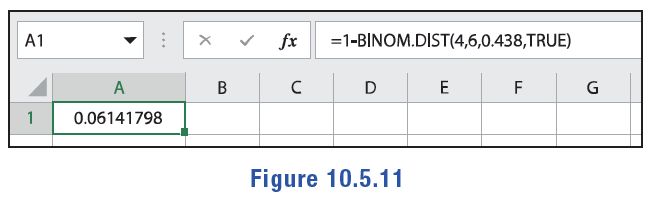 A1 fx =1-BINOM.DIST(4,6,0.438,TRUE)
A B C D E F G
1 0.06141798
Figure 10.5.11